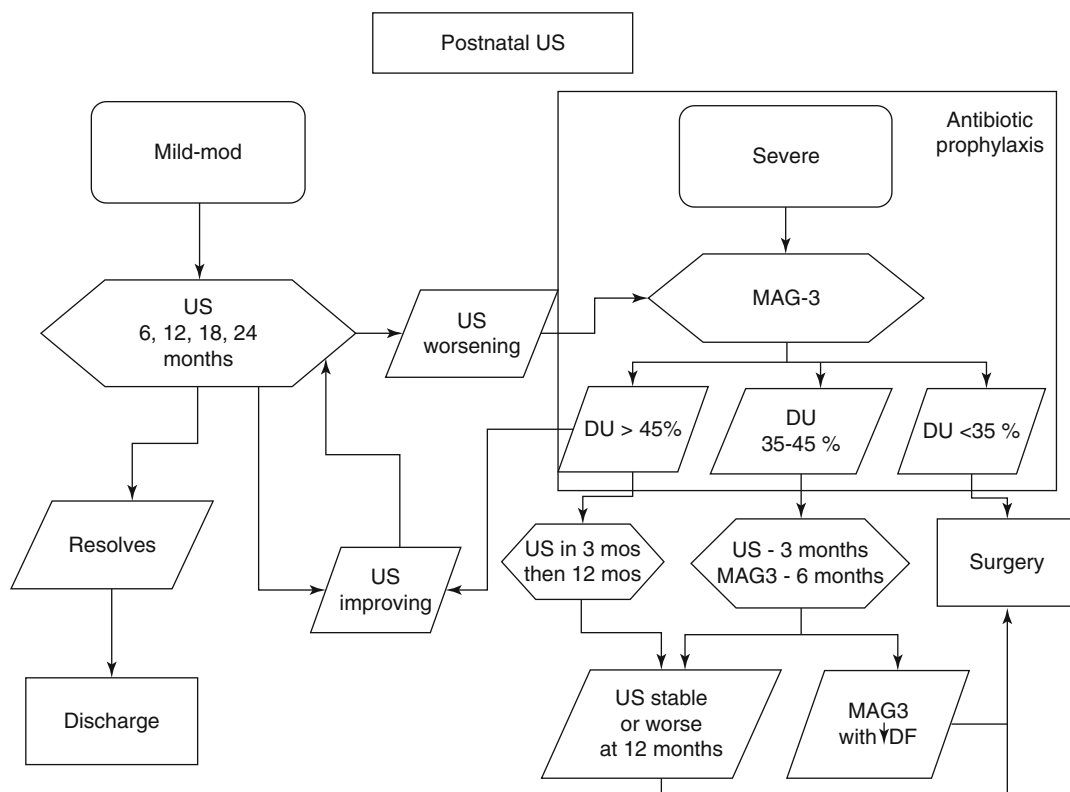 Postnatal US
Mild-mod
Antibiotic
prophylaxis
Severe
US
6, 12, 18, 24
months
US
worsening
MAG-3
DU > 45%
DU
35-45 %
DU <35 %
Resolves
US
improving
US in 3 mos
then 12 mos
US - 3 months
MAG3 - 6 months
Surgery
Discharge
US stable
or worse
at 12 months
MAG3
with ↓DF